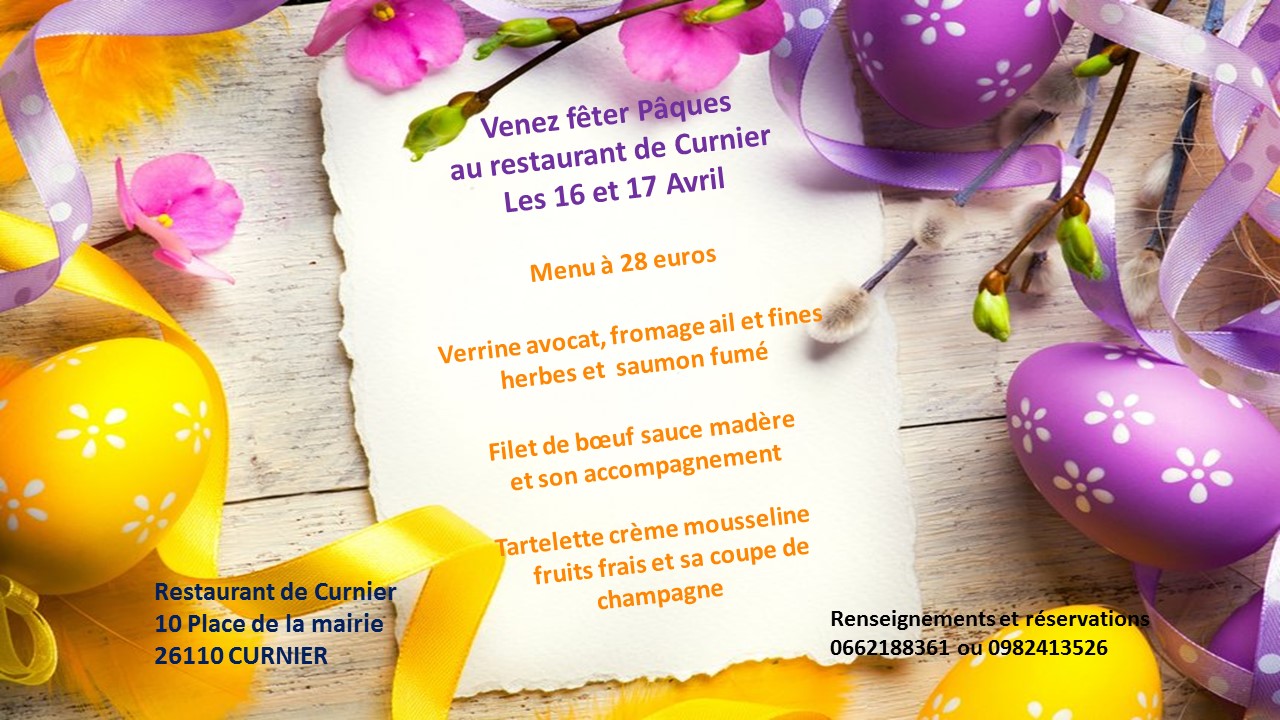 Venez fêter Pâques
au restaurant de Curnier
Les 16 et 17 Avril
Menu à 28 euros
Verrine avocat, fromage ail et fines
herbes et saumon fumé
Filet de bœuf sauce madère
et son accompagnement
Tartelette crème mousseline
fruits frais et sa coupe de
champagne
Restaurant de Curnier
10 Place de la mairie
26110 CURNIER
Renseignements et réservations
0662188361 ou 0982413526